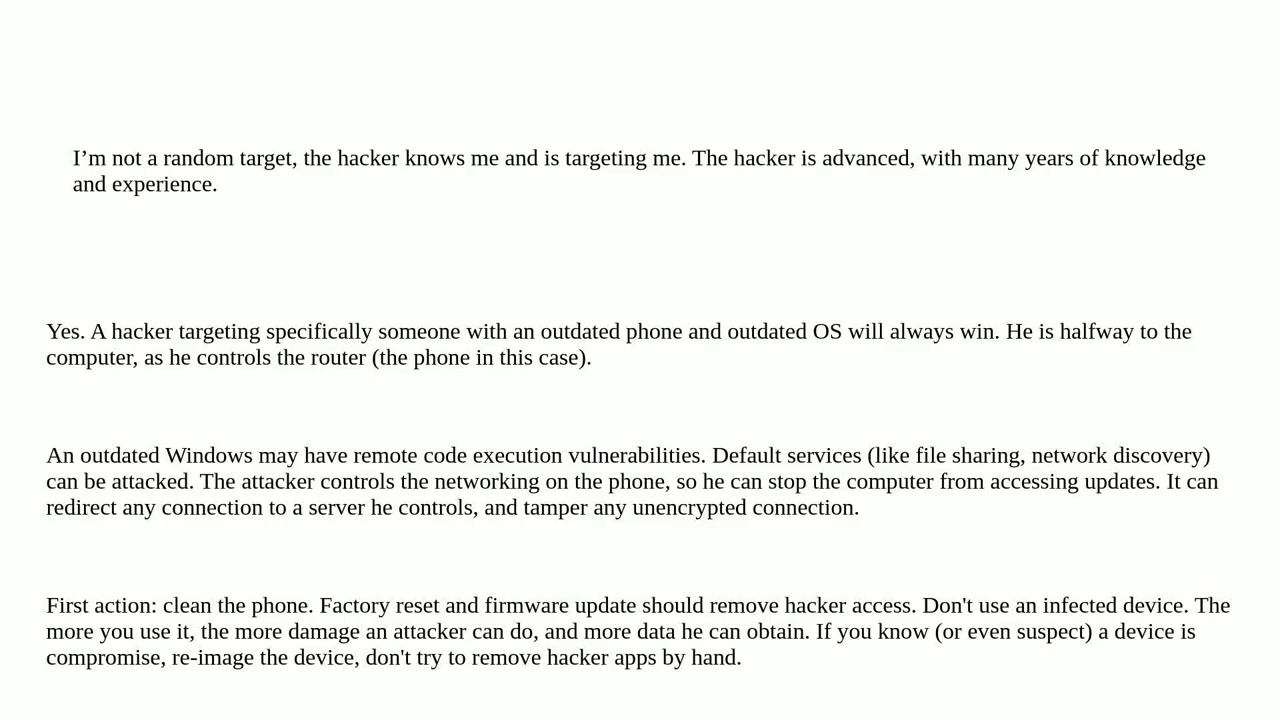 I’m not a random target, the hacker knows me and is targeting me. The hacker is advanced, with many years of knowledge
and experience.
Yes. A hacker targeting specifically someone with an outdated phone and outdated OS will always win. He is halfway to the
computer, as he controls the router (the phone in this case).
An outdated Windows may have remote code execution vulnerabilities. Default services (like file sharing, network discovery)
can be attacked. The attacker controls the networking on the phone, so he can stop the computer from accessing updates. It can
redirect any connection to a server he controls, and tamper any unencrypted connection.
First action: clean the phone. Factory reset and firmware update should remove hacker access. Don't use an infected device. The
more you use it, the more damage an attacker can do, and more data he can obtain. If you know (or even suspect) a device is
compromise, re-image the device, don't try to remove hacker apps by hand.